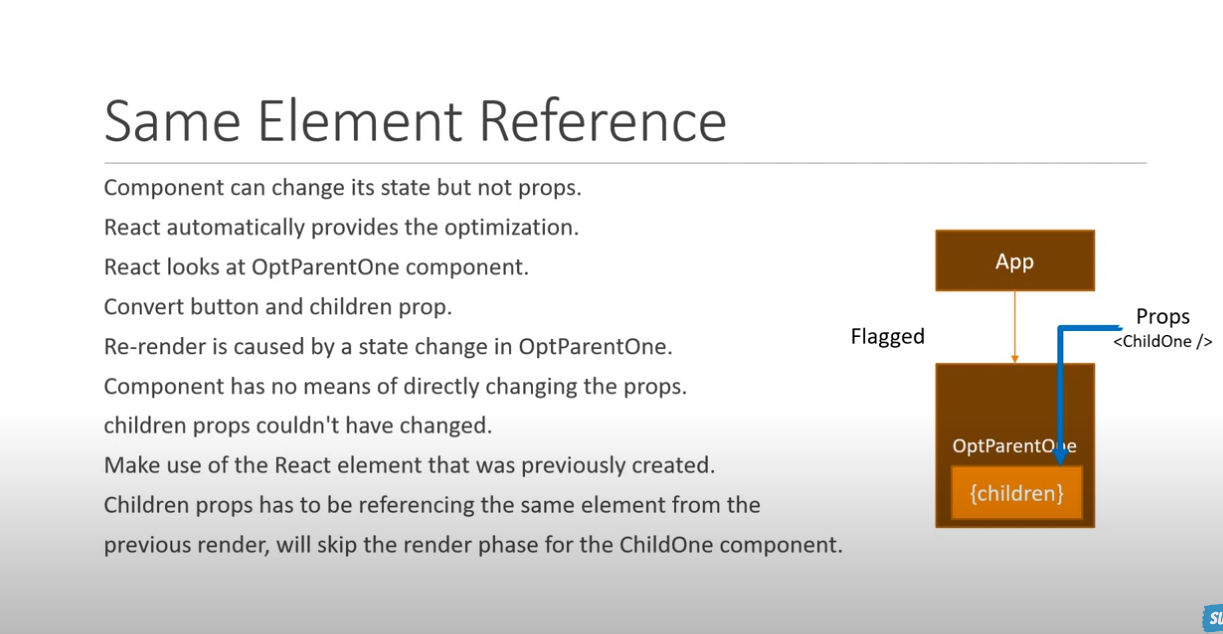 Same Element Reference
Component can change its state but not props.
React automatically provides the optimization.
React looks at OptParentOne component.
Convert button and children prop.
Re-render is caused by a state change in OptParentOne.
Component has no means of directly changing the props.
children props couldn't have changed.
Make use of the React element that was previously created.
Children props has to be referencing the same element from the
previous render, will skip the render phase for the ChildOne component.
App
Flagged
Props
<ChildOne />
OptParentOne
{children}